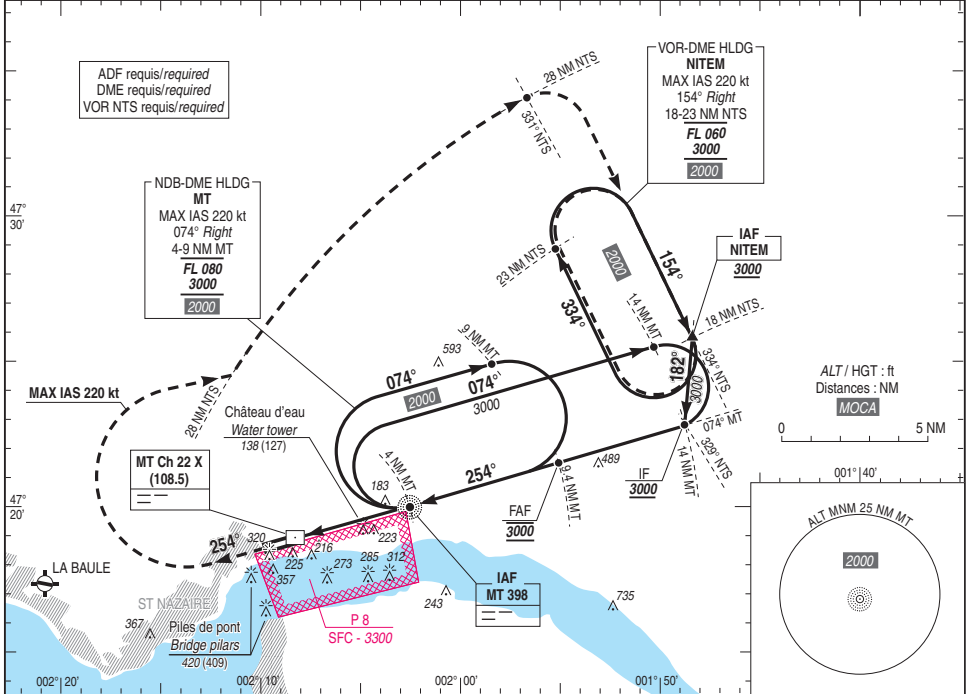 ADF requis/required
DME requis/required
VOR NTS requis/required
VOR-DME HLDG
NITEM
MAX IAS 220 kt
154° Right
18-23 NM NTS
FL 060
3000
2000
28 NM NTS
331° NTS
NDB-DME HLDG
MT
MAX IAS 220 kt
074° Right
4-9 NM MT
FL 080
3000
2000
47°
30'
IAF
NITEM
3000
23 NM NTS
2000
154°
334°
14 NM MT
18 NM NTS
182°
3000
334° NTS
593
9 NM MT
074°
2000
074°
3000
MAX IAS 220 kt
28 NM NTS
Château d'eau
Water tower
138 (127)
ALT / HGT : ft
Distances : NM
MOCA
0
5 NM
074° MT
329° NTS
14 NM MT
MT Ch 22 X
(108.5)
4 NM MT
254°
489
9.4 NM MT
IF
3000
FAF
3000
183
001° 40'
47°
20'
ALT MNM 25 NM MT
2000
254°
320
223
216
225
357
273
285
312
LA BAULE
ST NAZAIRE
IAF
MT 398
243
735
367
Piles de pont
Bridge pilars
420 (409)
P 8
SFC - 3300
002° 20'
002° 10'
002° 00'
001° 50'